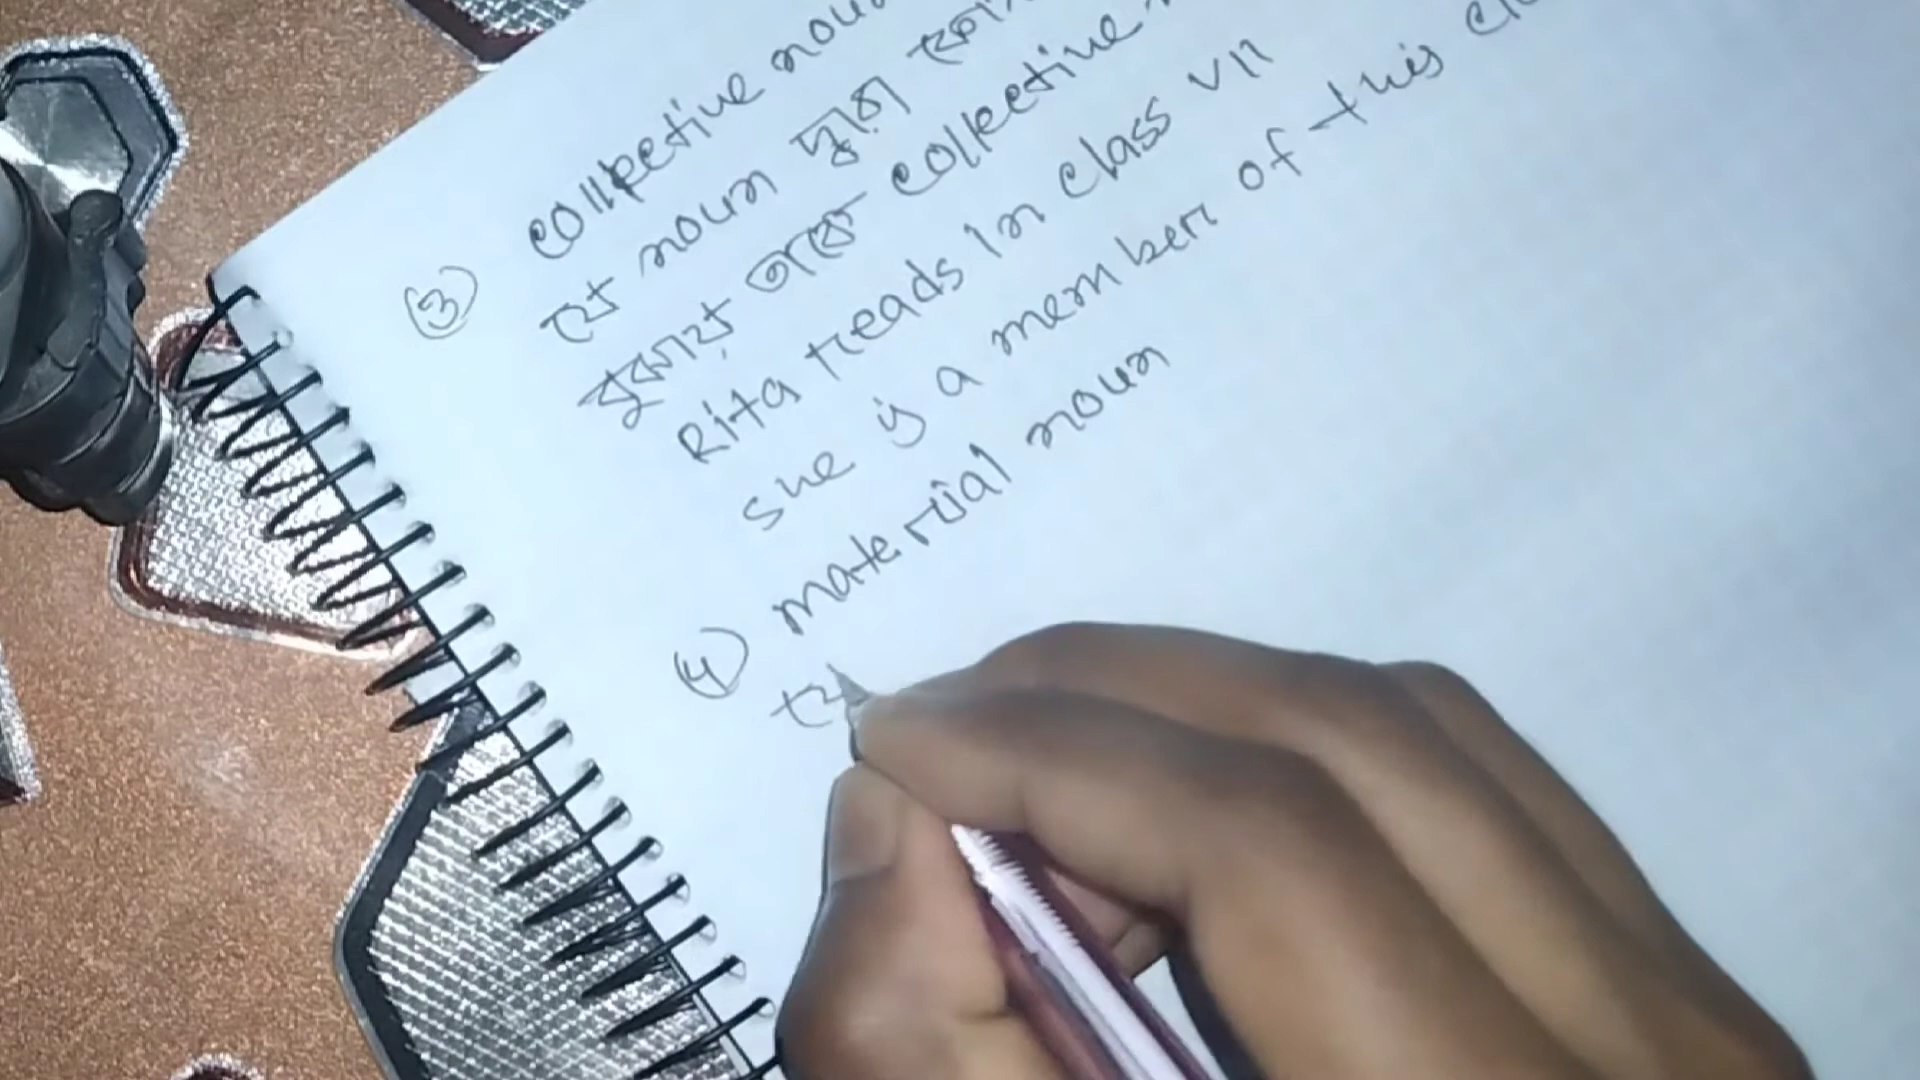 ③ collective noun
যে noun দ্বারা কোন
বুঝায় তাকে collective
Rita reads in class VII
She is a member of this
④ material noun
যে